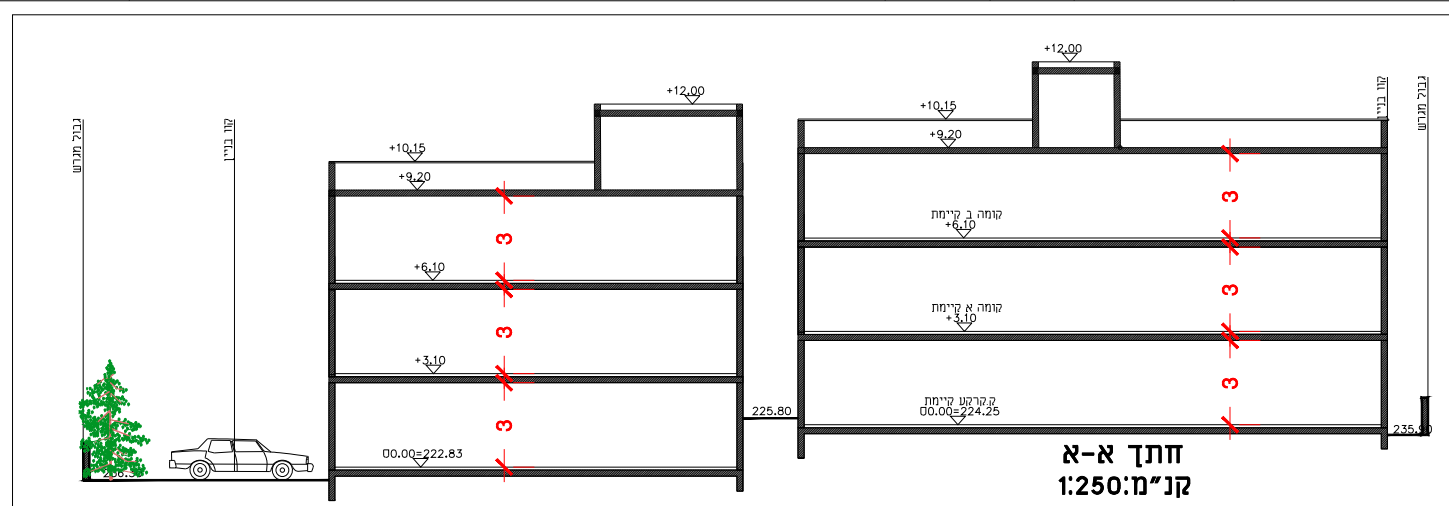 +12.00
+12.00
+10.15
+9.20
+10.15
+9.20
גבול מגרש
קוו בניין
קוו בניין
גבול מגרש
3
3
קומה ב קיימת
+6.10
+6.10
3
3
קומה א קיימת
+3.10
+3.10
3
3
ק.קרקע קיימת
00.00=224.25
225.80
235.90
00.00=222.83
חתך א-א
קנ"מ:1:250